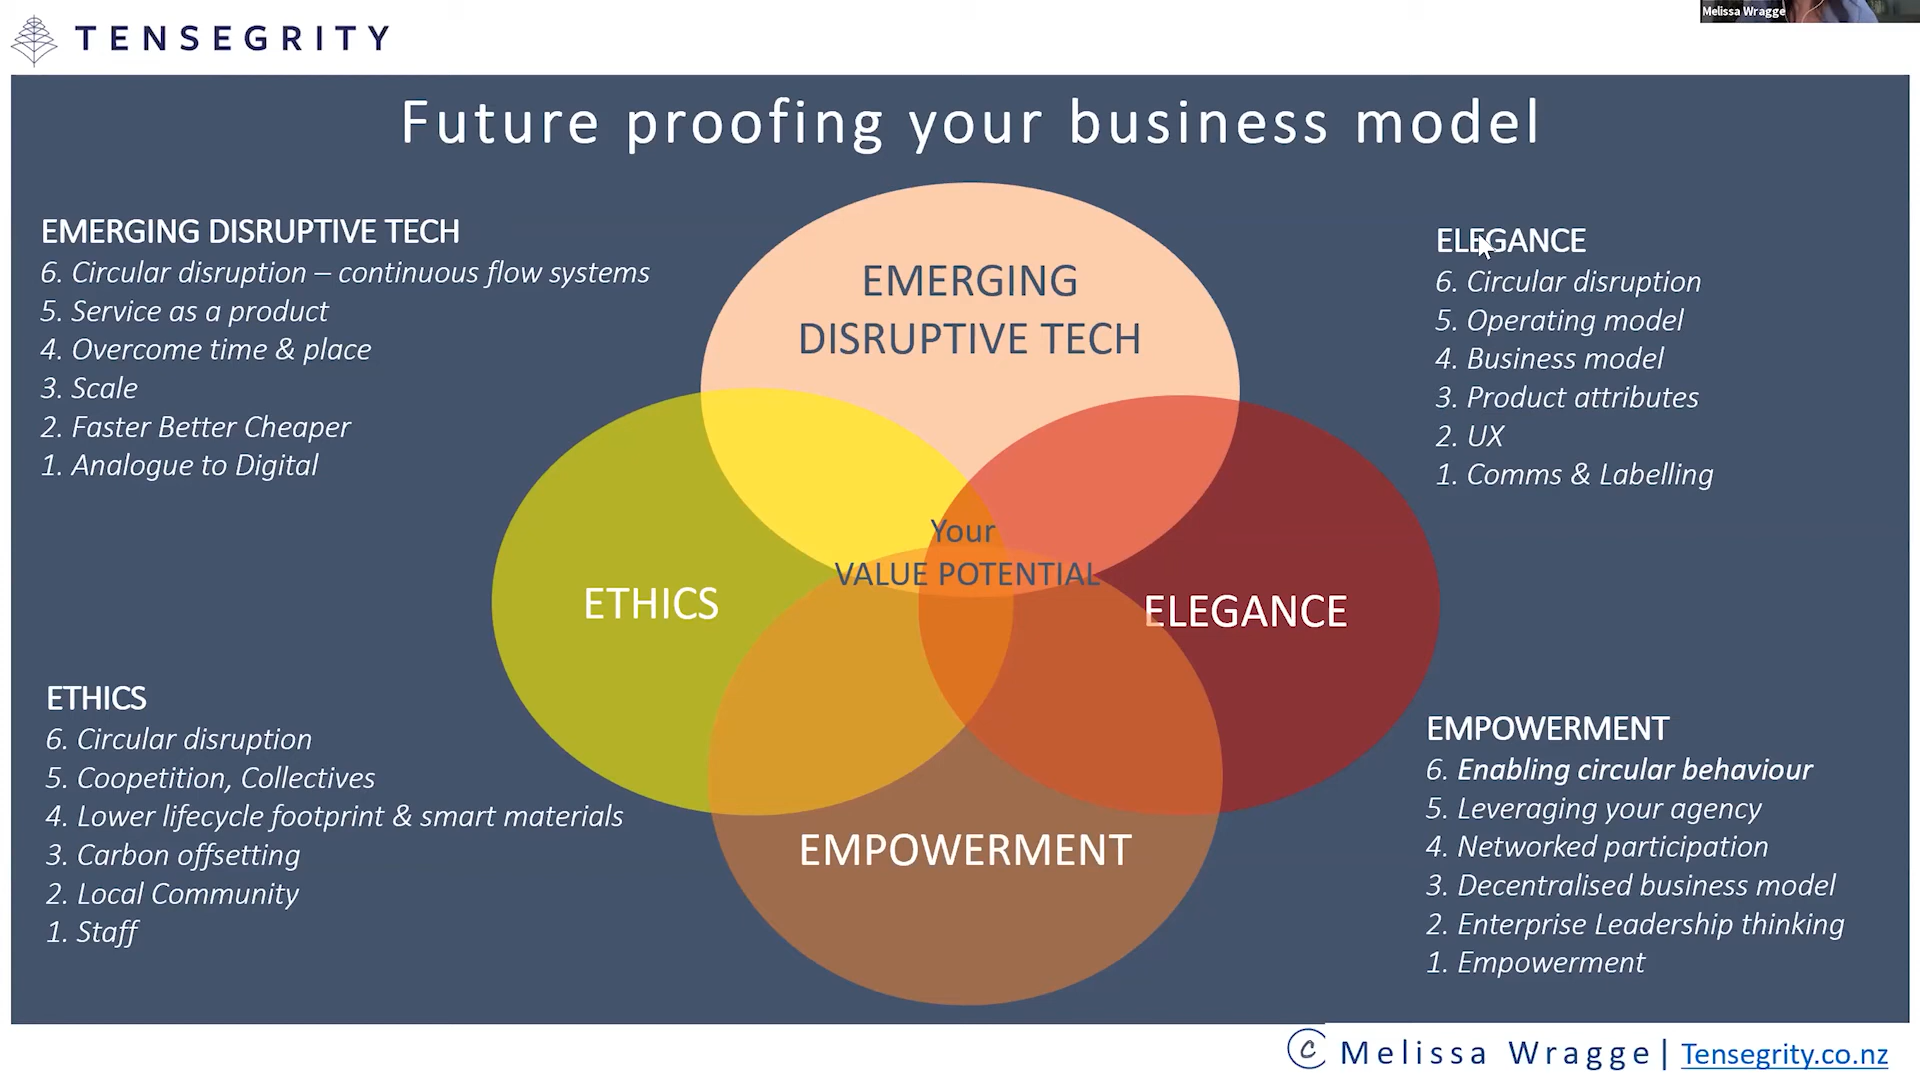 Melissa Wragge
TENSEGRITY
Future proofing your business model
EMERGING DISRUPTIVE TECH
6. Circular disruption – continuous flow systems
5. Service as a product
4. Overcome time & place
3. Scale
2. Faster Better Cheaper
1. Analogue to Digital
ELEGANCE
6. Circular disruption
5. Operating model
4. Business model
3. Product attributes
2. UX
1. Comms & Labelling
EMERGING
DISRUPTIVE TECH
Your
VALUE POTENTIAL
ETHICS
ELEGANCE
EMPOWERMENT
ETHICS
6. Circular disruption
5. Coopetition, Collectives
4. Lower lifecycle footprint & smart materials
3. Carbon offsetting
2. Local Community
1. Staff
EMPOWERMENT
6. Enabling circular behaviour
5. Leveraging your agency
4. Networked participation
3. Decentralised business model
2. Enterprise Leadership thinking
1. Empowerment
© Melissa Wragge | Tensegrity.co.nz